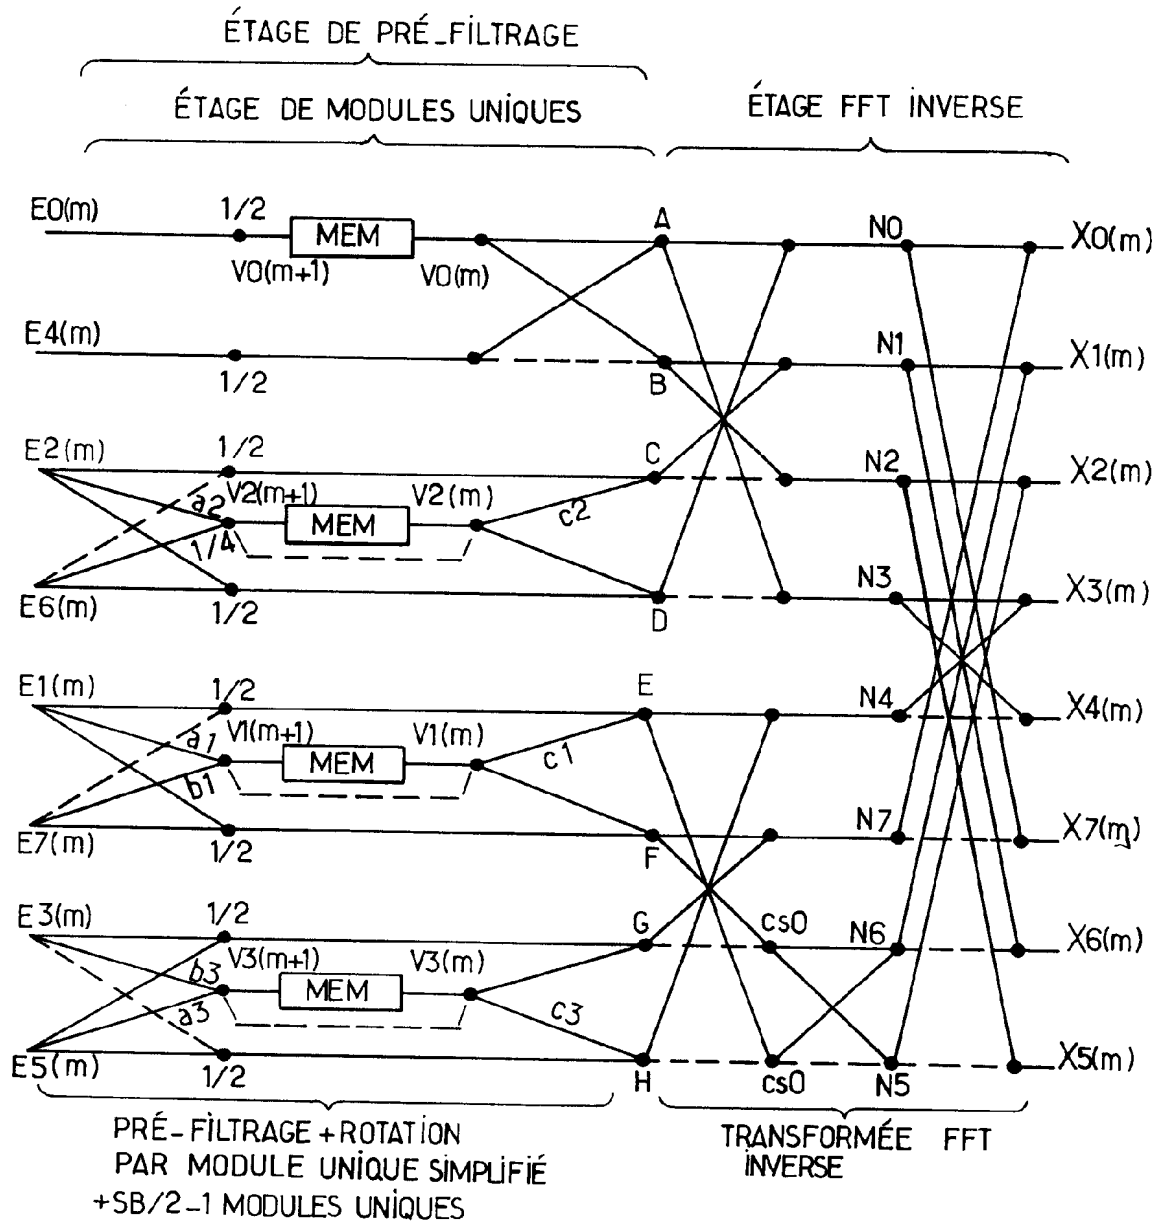 ÉTAGE DE PRÉ-FILTRAGE
ÉTAGE DE MODULES UNIQUES
ÉTAGE FFT INVERSE
E0(m) 1/2 MEM A N0 X0(m)
V0(m+1) V0(m)
E4(m) N1 X1(m)
1/2 B
E2(m) 1/2 C N2 X2(m)
a2 V2(m+1) V2(m) c2
MEM
1/4
E6(m) 1/2 D N3 X3(m)
E1(m) 1/2 E N4 X4(m)
a1 V1(m+1) V1(m) c1
MEM
b1
E7(m) 1/2 F N7 X7(m)
E3(m) 1/2 G cs0 N6 X6(m)
b3 V3(m+1) V3(m)
MEM
a3 c3
E5(m) 1/2 H cs0 N5 X5(m)
PRÉ-FILTRAGE+ROTATION
PAR MODULE UNIQUE SIMPLIFIÉ
+SB/2-1 MODULES UNIQUES
TRANSFORMÉE FFT
INVERSE